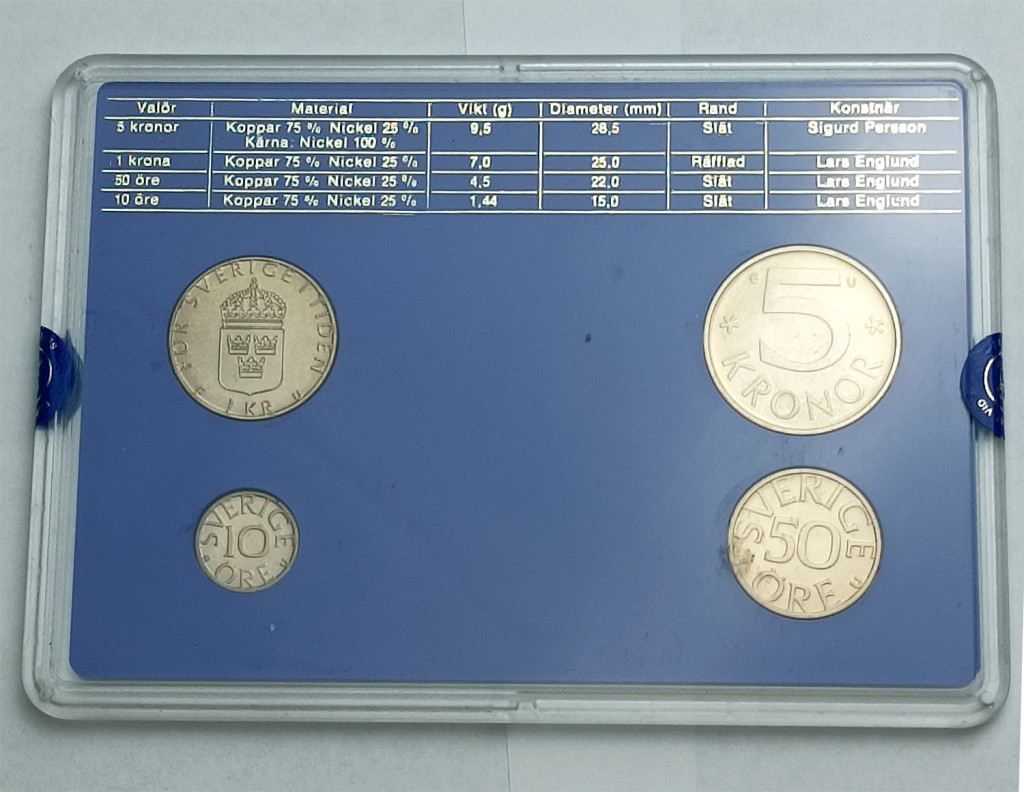 Valör Material Vikt (g) Diameter (mm) Rand Konstnär
5 kronor Koppar 75 % Nickel 25 % 9,5 28,5 Slät Sigurd Persson
Kärna: Nickel 100 %
1 krona Koppar 75 % Nickel 25 % 7,0 25,0 Räfflad Lars Englund
50 öre Koppar 75 % Nickel 25 % 4,5 22,0 Slät Lars Englund
10 öre Koppar 75 % Nickel 25 % 1,44 15,0 Slät Lars Englund
FÖR SVERIGE I TIDEN
1 KR U
5 U
KRONOR
SVERIGE
10
ÖRE U
SVERIGE
50
ÖRE U